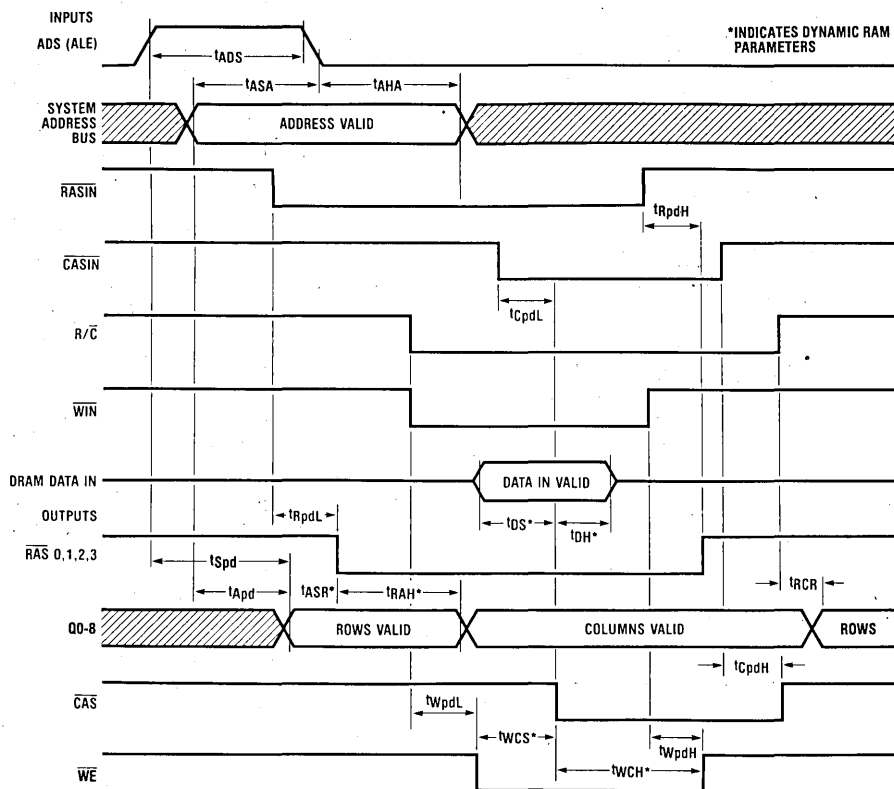 INPUTS
ADS (ALE)
*INDICATES DYNAMIC RAM
PARAMETERS
tADS
tASA
tAHA
SYSTEM
ADDRESS
BUS
ADDRESS VALID
RASIN
tRpdH
CASIN
tCpdL
R/C
WIN
DRAM DATA IN
DATA IN VALID
OUTPUTS
tRpdL
tDS*
tDH*
RAS 0,1,2,3
tSpd
tApd
tASR*
tRAH*
tRCR
Q0-8
ROWS VALID
COLUMNS VALID
ROWS
tCpdH
CAS
tWpdL
tWCS*
tWpdH
tWCH*
WE